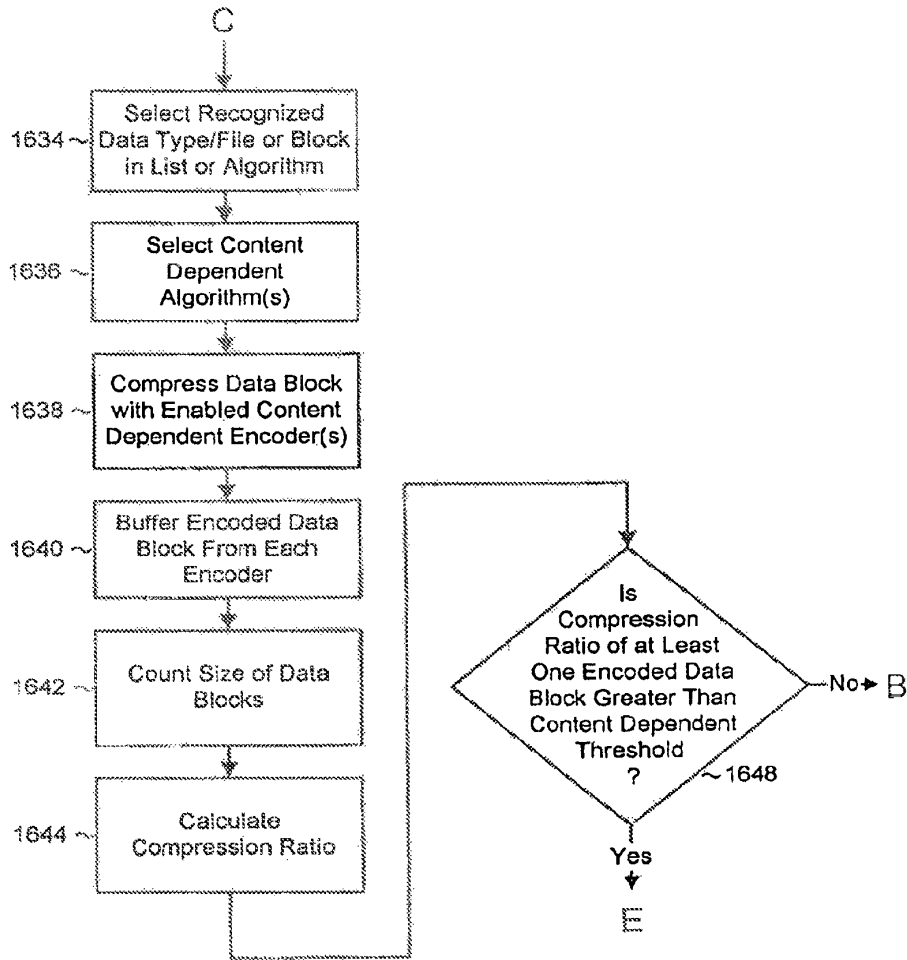 C
1634
Select Recognized
Data Type/File or Block
in List or Algorithm
1636
Select Content
Dependent
Algorithm(s)
1638
Compress Data Block
with Enabled Content
Dependent Encoder(s)
1640
Buffer Encoded Data
Block From Each
Encoder
1642
Count Size of Data
Blocks
1644
Calculate
Compression Ratio
Is
Compression
Ratio of at Least
One Encoded Data
Block Greater Than
Content Dependent
Threshold
?
1648
No
B
Yes
E